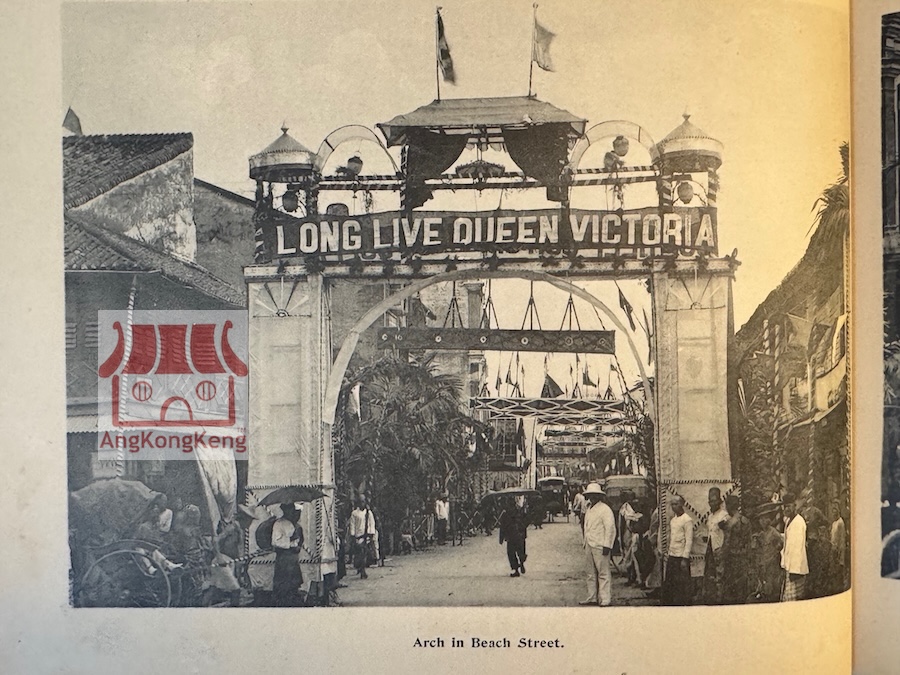 LONG LIVE QUEEN VICTORIA
AngKongKeng
Arch in Beach Street.